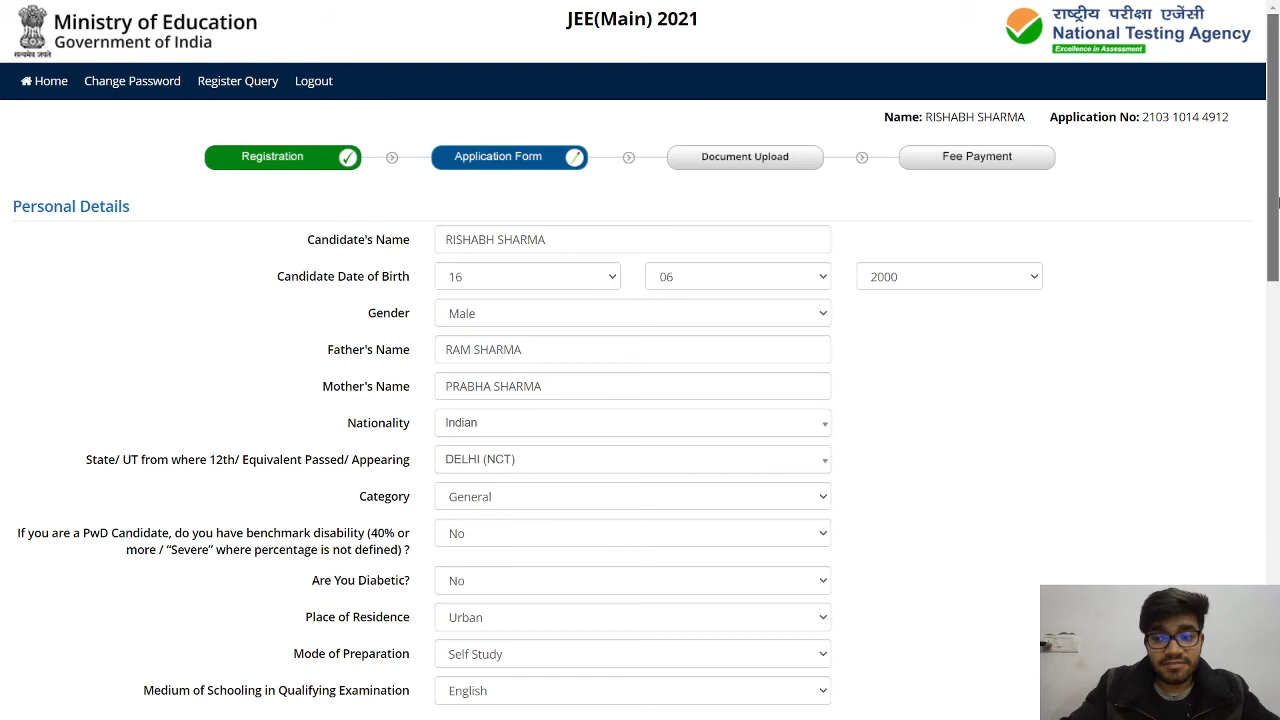 Ministry of Education
Government of India
सत्यमेव जयते
JEE(Main) 2021
राष्ट्रीय परीक्षा एजेंसी
National Testing Agency
Excellence in Assessment
Home Change Password Register Query Logout
Name: RISHABH SHARMA Application No: 2103 1014 4912
Registration Application Form Document Upload Fee Payment
Personal Details
Candidate's Name RISHABH SHARMA
Candidate Date of Birth 16 06 2000
Gender Male
Father's Name RAM SHARMA
Mother's Name PRABHA SHARMA
Nationality Indian
State/ UT from where 12th/ Equivalent Passed/ Appearing DELHI (NCT)
Category General
If you are a PwD Candidate, do you have benchmark disability (40% or
more / “Severe” where percentage is not defined) ? No
Are You Diabetic? No
Place of Residence Urban
Mode of Preparation Self Study
Medium of Schooling in Qualifying Examination English